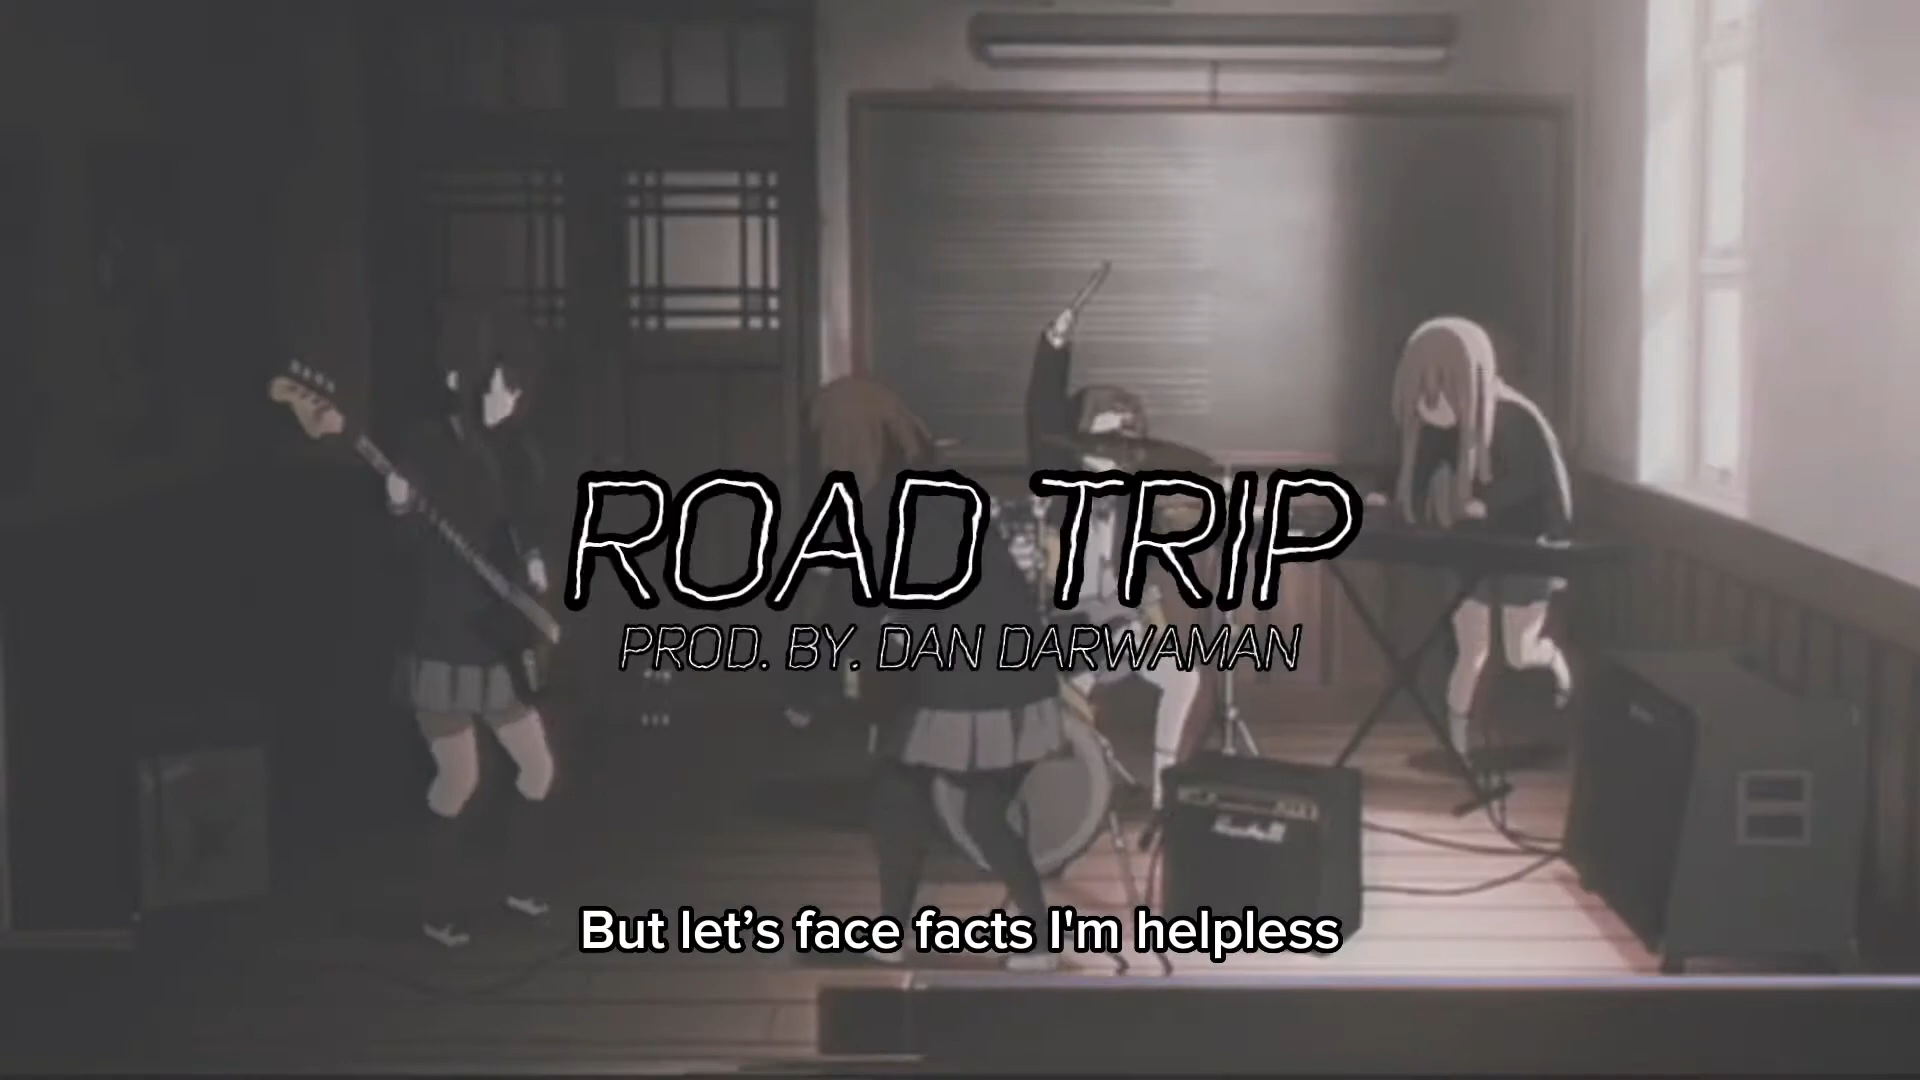 ROAD TRIP
PROD. BY. DAN DARWAMAN
But let’s face facts I'm helpless